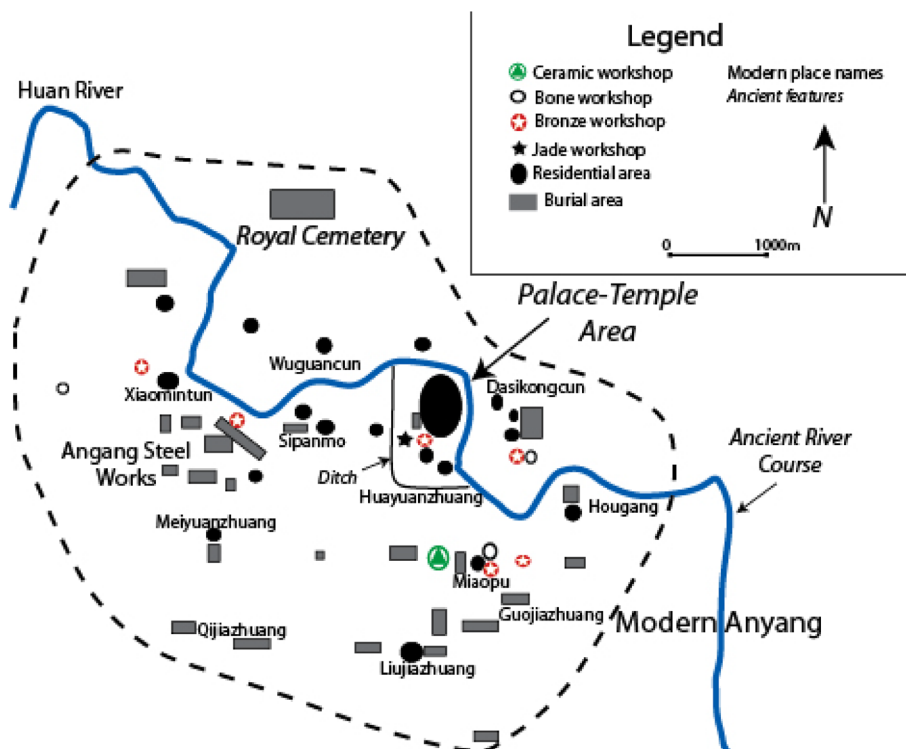 Legend
Ceramic workshop
Bone workshop
Bronze workshop
Jade workshop
Residential area
Burial area
Modern place names
Ancient features
N
0 1000m
Huan River
Royal Cemetery
Palace-Temple
Area
Wuguancun
Dasikongcun
Xiaomintun
Sipanmo
Angang Steel
Works
Ditch
Huayuanzhuang
Ancient River
Course
Hougang
Meiyuanzhuang
Miaopu
Guojiazhuang
Modern Anyang
Qijiazhuang
Liujiazhuang